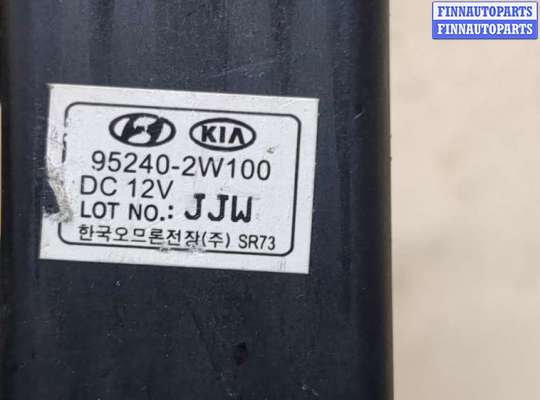 FINNAUTOPARTS
FINNAUTOPARTS
KIA
95240-2W100
DC 12V
LOT NO.: JJW
한국오므론전장(주) SR73